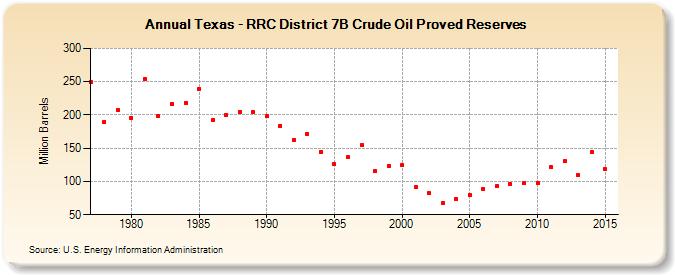 Annual Texas - RRC District 7B Crude Oil Proved Reserves
Million Barrels
300
250
200
150
100
50
1980 1985 1990 1995 2000 2005 2010 2015
Source: U.S. Energy Information Administration